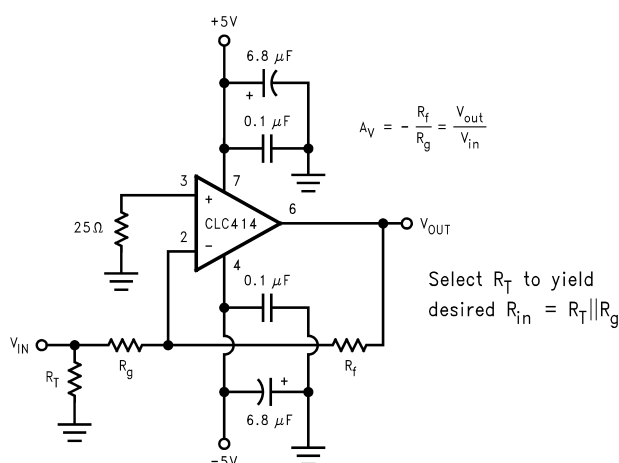 +5V
6.8 μF
+
0.1 μF
A_V = - R_f/R_g = V_out/V_in
3
7
+
25Ω
CLC414
6
V_OUT
2
-
4
0.1 μF
Select R_T to yield
desired R_in = R_T||R_g
V_IN
R_T
R_g
R_f
+
6.8 μF
-5V